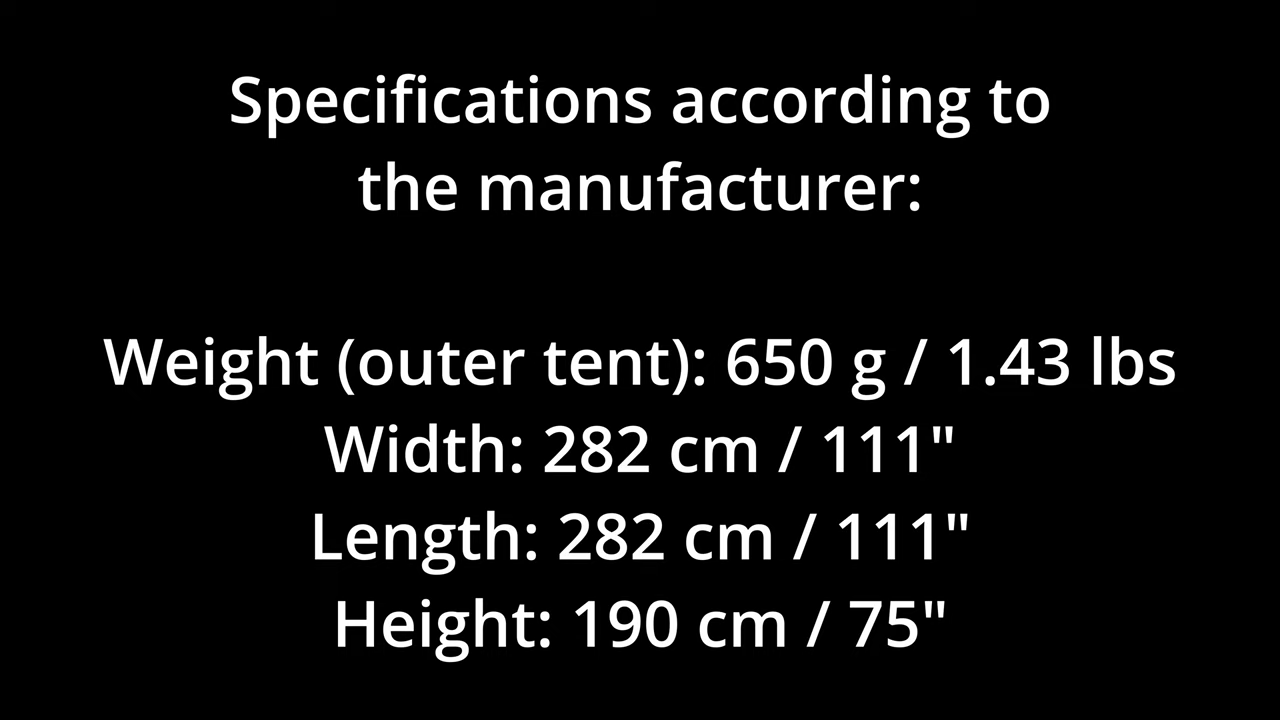 Specifications according to
the manufacturer:
Weight (outer tent): 650 g / 1.43 lbs
Width: 282 cm / 111"
Length: 282 cm / 111"
Height: 190 cm / 75"